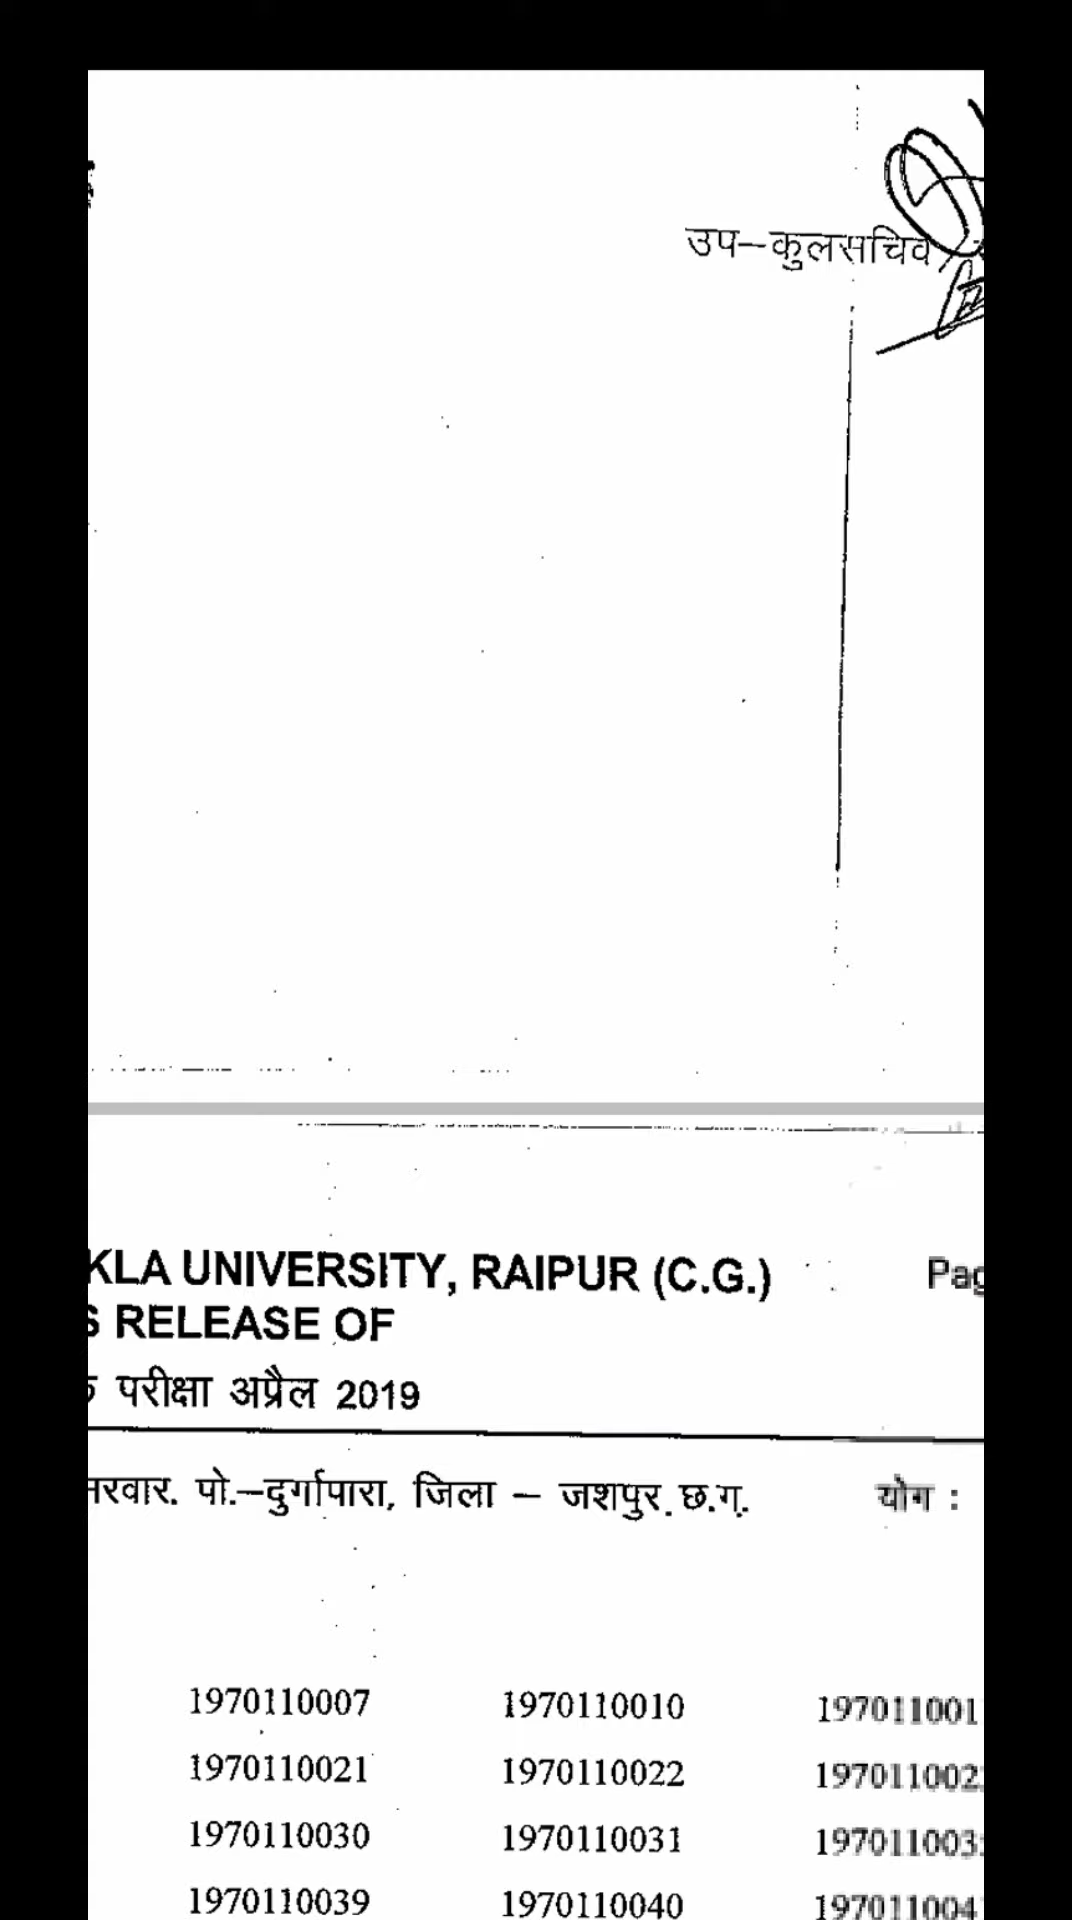 उप–कुलसचिव
KLA UNIVERSITY, RAIPUR (C.G.)
RELEASE OF
परीक्षा अप्रैल 2019
पो.–दुर्गापारा, जिला – जशपुर छ.ग. योग :
1970110007 1970110010
1970110021 1970110022
1970110030 1970110031
1970110039 1970110040